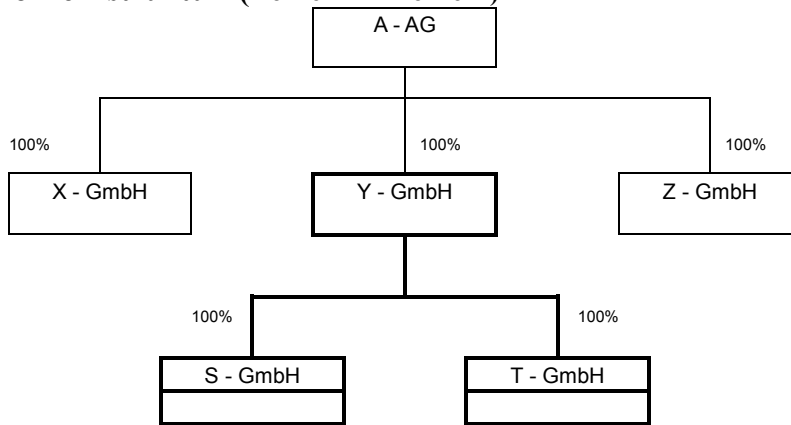 A - AG
100%
100%
100%
X - GmbH
Y - GmbH
Z - GmbH
100%
100%
S - GmbH
T - GmbH